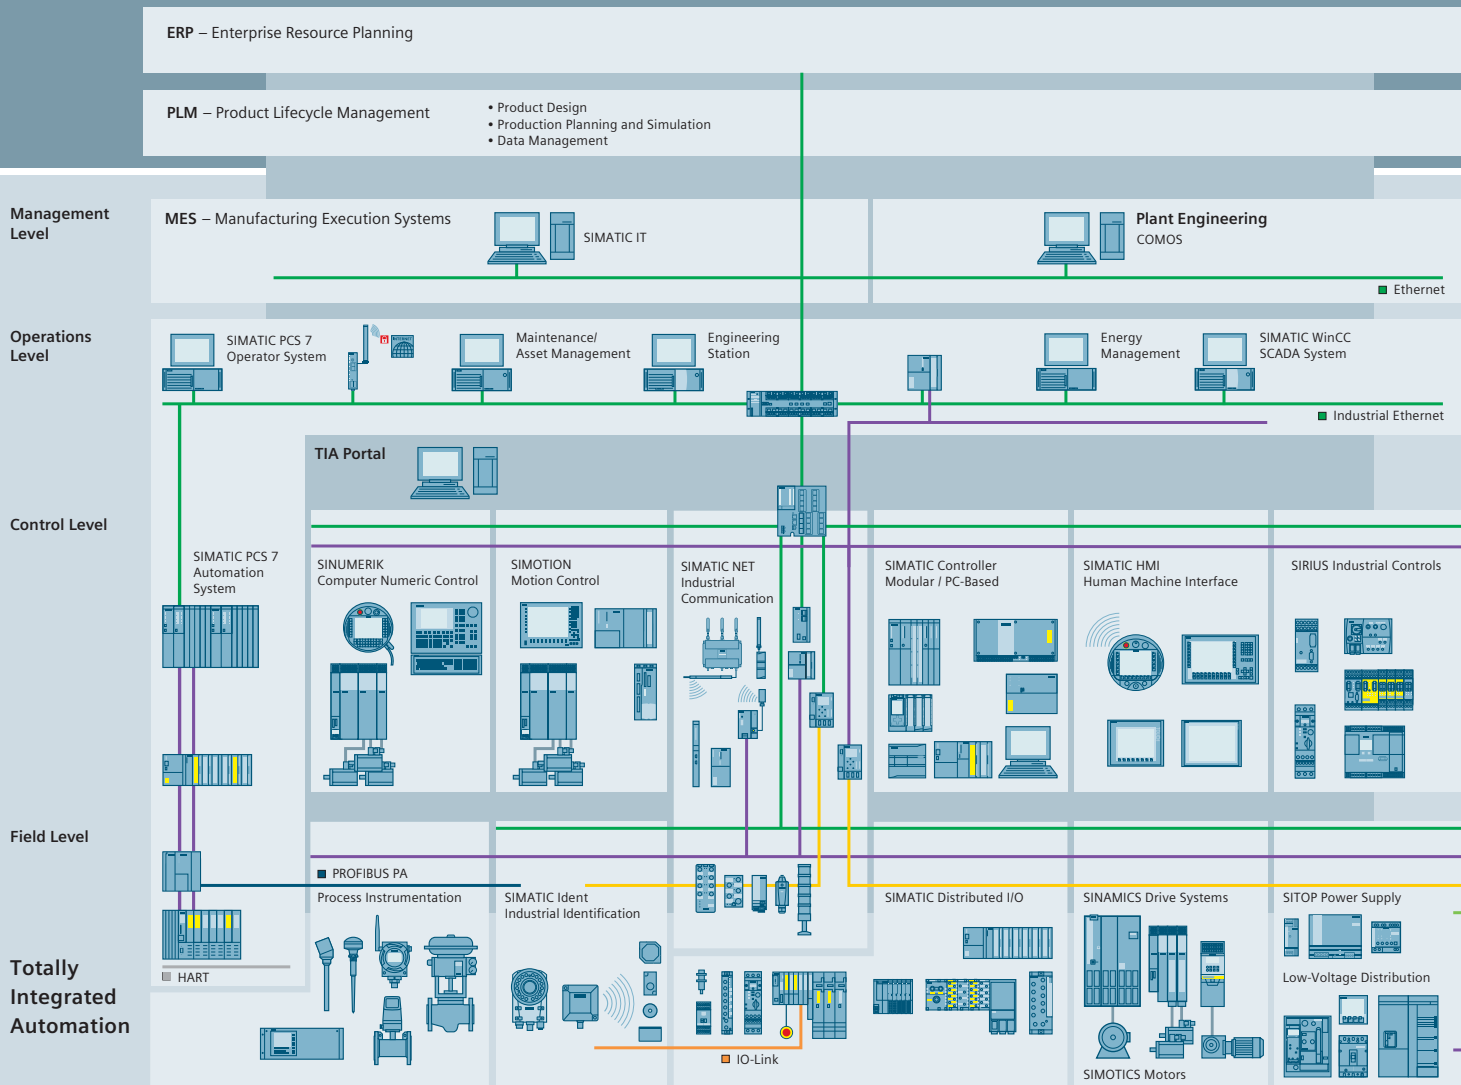 ERP – Enterprise Resource Planning
PLM – Product Lifecycle Management
• Product Design
• Production Planning and Simulation
• Data Management
Management
Level
MES – Manufacturing Execution Systems
SIMATIC IT
Plant Engineering
COMOS
Ethernet
Operations
Level
SIMATIC PCS 7
Operator System
Maintenance/
Asset Management
Engineering
Station
Energy
Management
SIMATIC WinCC
SCADA System
Industrial Ethernet
TIA Portal
Control Level
SIMATIC PCS 7
Automation
System
SINUMERIK
Computer Numeric Control
SIMOTION
Motion Control
SIMATIC NET
Industrial
Communication
SIMATIC Controller
Modular / PC-Based
SIMATIC HMI
Human Machine Interface
SIRIUS Industrial Controls
Field Level
PROFIBUS PA
Process Instrumentation
SIMATIC Ident
Industrial Identification
SIMATIC Distributed I/O
SINAMICS Drive Systems
SITOP Power Supply
HART
Low-Voltage Distribution
Totally
Integrated
Automation
IO-Link
SIMOTICS Motors